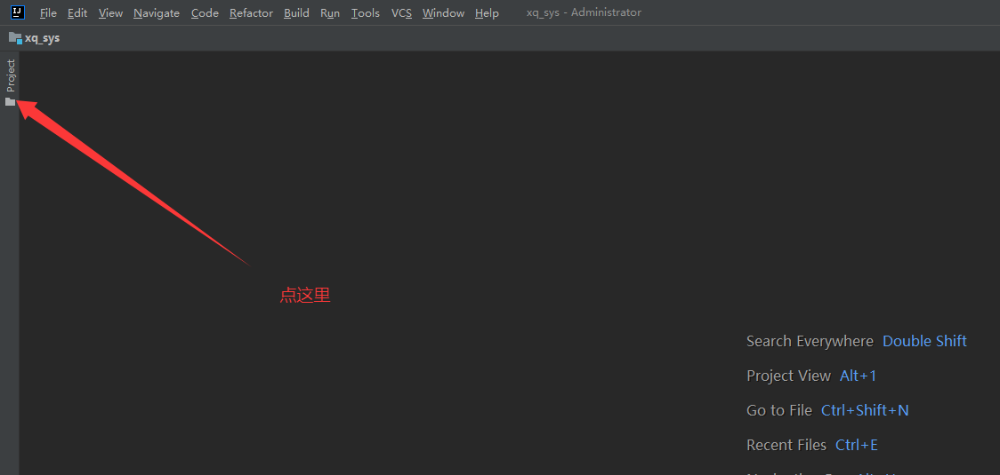 IJ
File Edit View Navigate Code Refactor Build Run Tools VCS Window Help xq_sys - Administrator
xq_sys
Project
点这里
Search Everywhere Double Shift
Project View Alt+1
Go to File Ctrl+Shift+N
Recent Files Ctrl+E